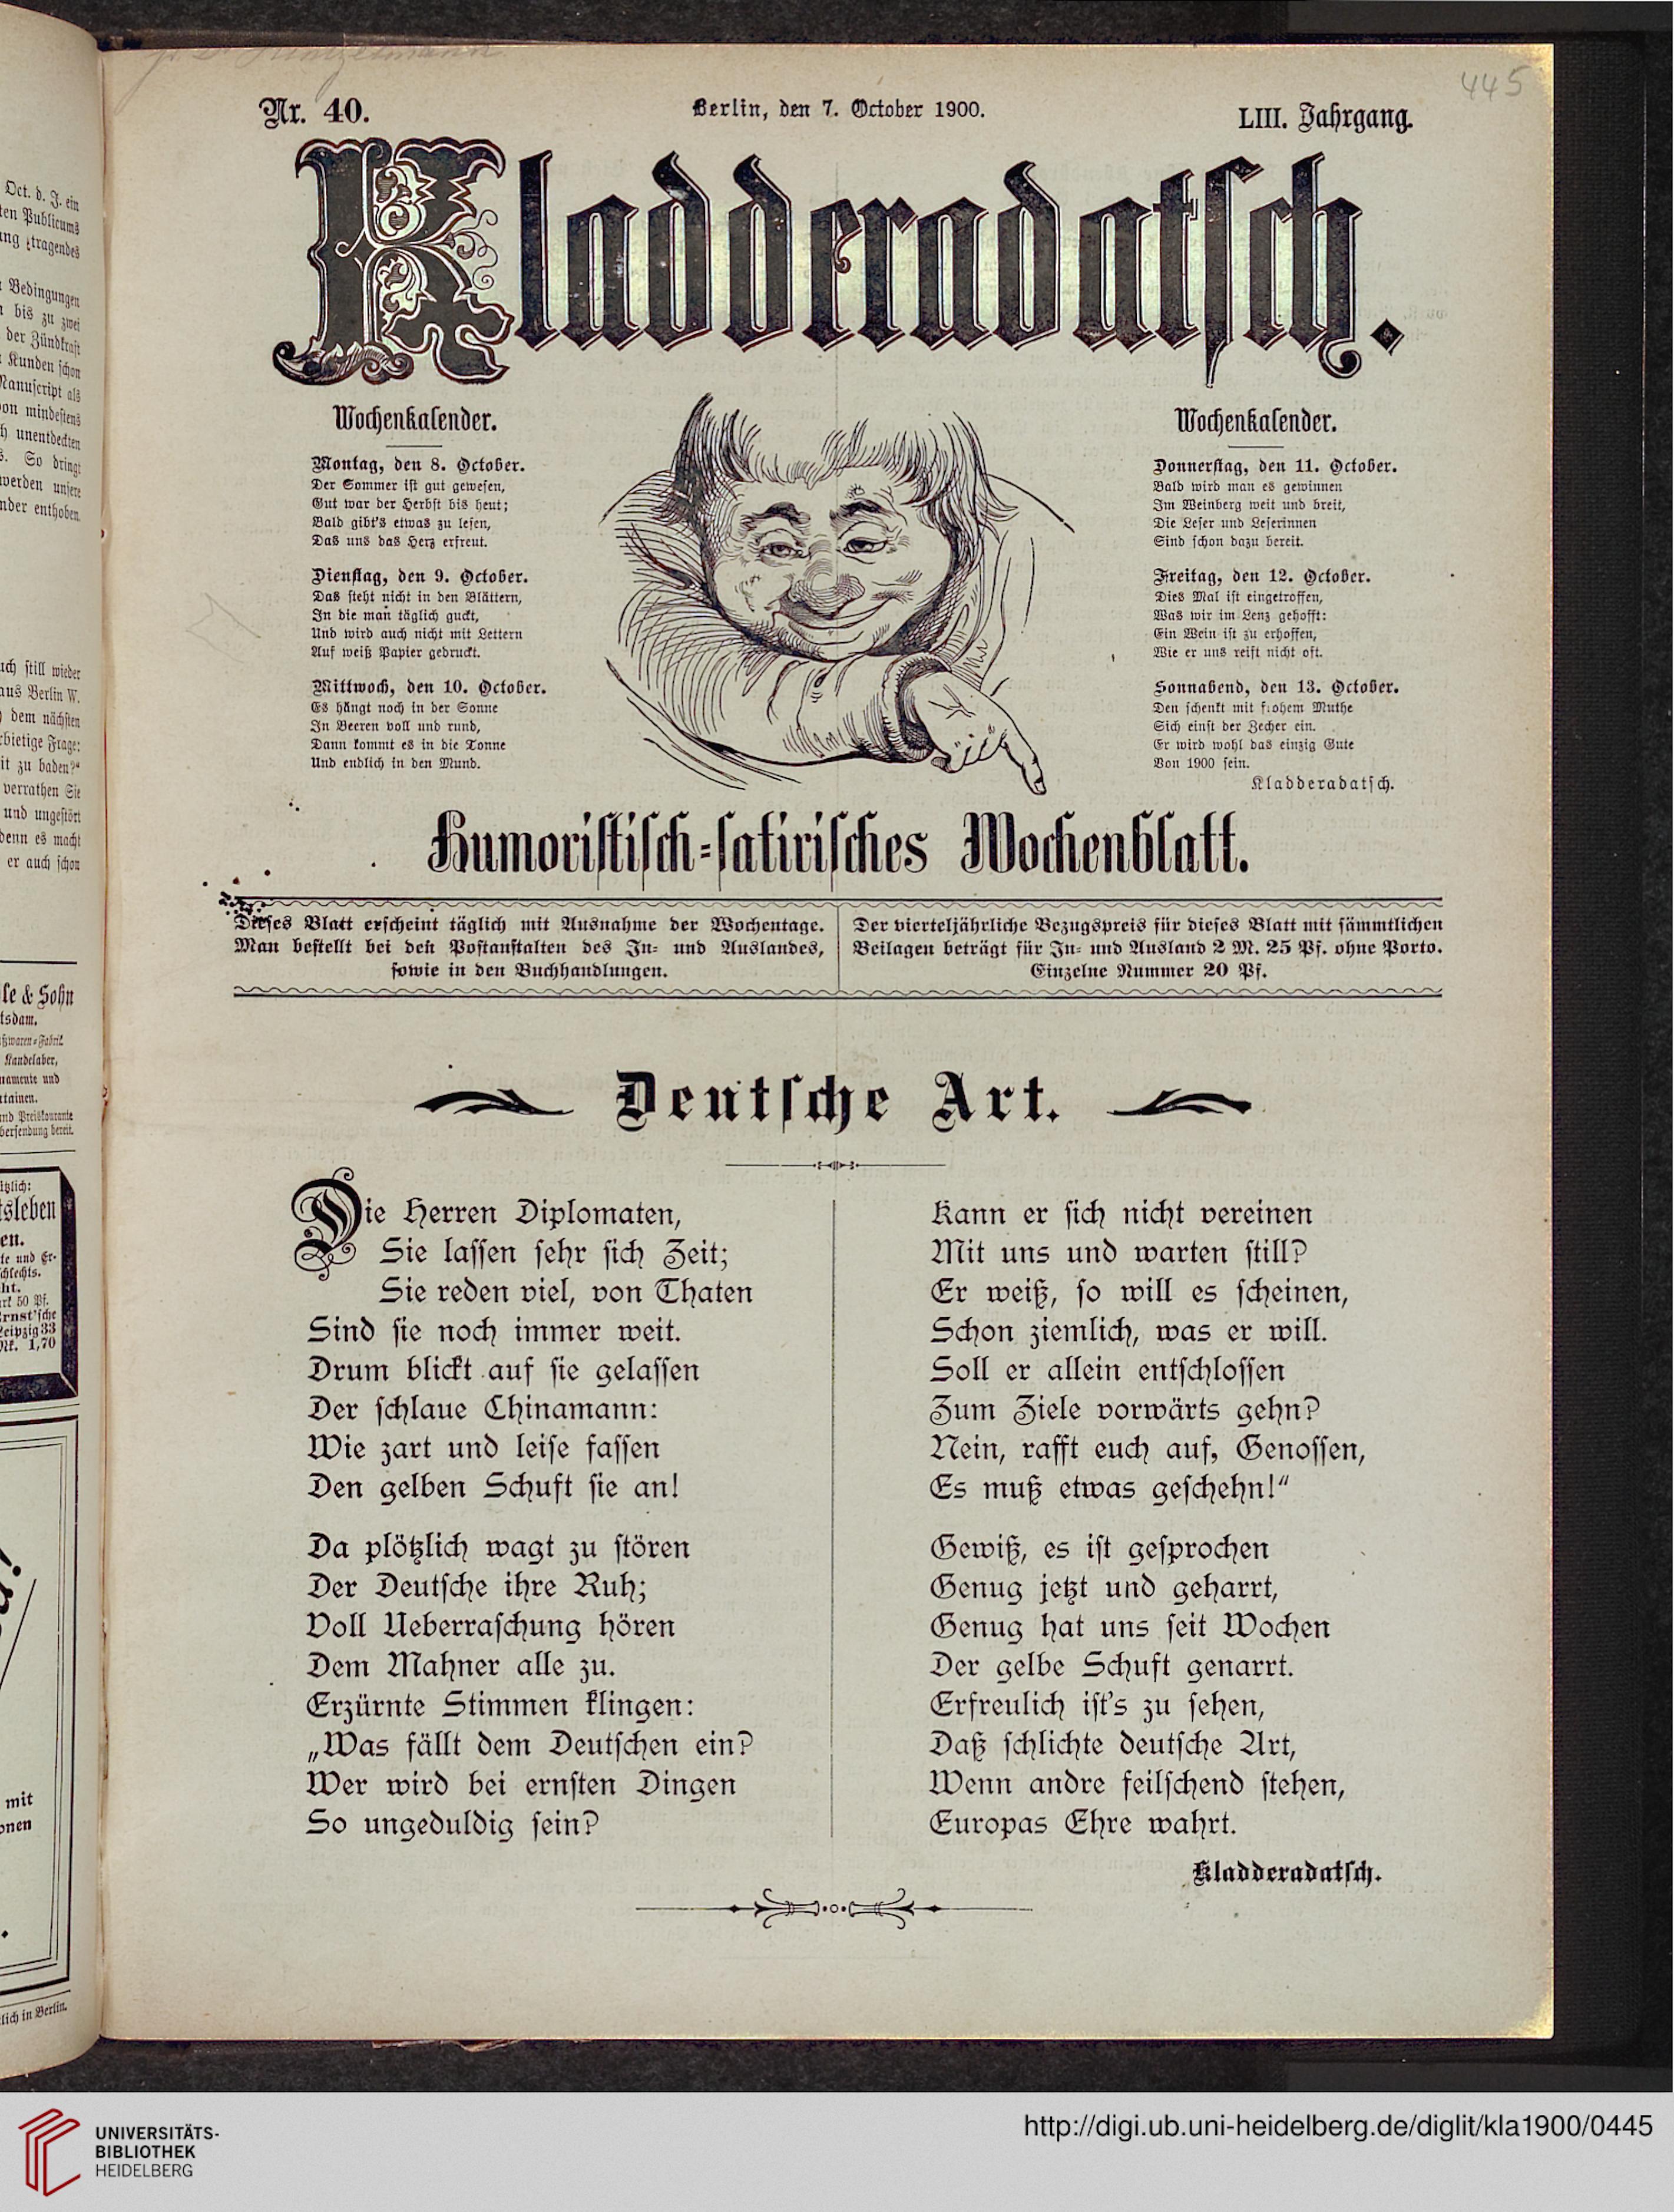 Nr. 40.
Berlin, den 7. October 1900.
LIII. Jahrgang.
445
Kladderadatsch.
Wochenkalender.
Montag, den 8. October.
Der Sommer ist gut gewesen,
Gut war der Herbst bis heut;
Bald gibt's etwas zu lesen,
Das uns das Herz erfreut.
Dienstag, den 9. October.
Das steht nicht in den Blättern,
In die man täglich guckt,
Und wird auch nicht mit Lettern
Auf weiß Papier gedruckt.
Mittwoch, den 10. October.
Es hängt noch in der Sonne
In Beeren voll und rund,
Dann kommt es in die Tonne
Und endlich in den Mund.
Wochenkalender.
Donnerstag, den 11. October.
Bald wird man es gewinnen
Im Weinberg weit und breit,
Die Leser und Leserinnen
Sind schon dazu bereit.
Freitag, den 12. October.
Dies Mal ist eingetroffen,
Was wir im Lenz gehofft:
Ein Wein ist zu erhoffen,
Wie er uns reift nicht oft.
Sonnabend, den 13. October.
Den schenkt mit frohem Muthe
Sich einst der Zecher ein.
Er wird wohl das einzig Gute
Von 1900 sein.
Kladderadatsch.
Humoristisch-satirisches Wochenblatt.
Dieses Blatt erscheint täglich mit Ausnahme der Wochentage.
Man bestellt bei den Postanstalten des In- und Auslandes,
sowie in den Buchhandlungen.
Der vierteljährliche Bezugspreis für dieses Blatt mit sämmtlichen
Beilagen beträgt für In- und Ausland 2 M. 25 Pf. ohne Porto.
Einzelne Nummer 20 Pf.
Deutsche Art.
Die Herren Diplomaten,
Sie lassen sehr sich Zeit;
Sie reden viel, von Thaten
Sind sie noch immer weit.
Drum blickt auf sie gelassen
Der schlaue Chinamann:
Wie zart und leise fassen
Den gelben Schuft sie an!
Da plötzlich wagt zu stören
Der Deutsche ihre Ruh;
Voll Ueberraschung hören
Dem Mahner alle zu.
Erzürnte Stimmen klingen:
„Was fällt dem Deutschen ein?
Wer wird bei ernsten Dingen
So ungeduldig sein?
Kann er sich nicht vereinen
Mit uns und warten still?
Er weiß, so will es scheinen,
Schon ziemlich, was er will.
Soll er allein entschlossen
Zum Ziele vorwärts gehn?
Nein, rafft euch auf, Genossen,
Es muß etwas geschehn!“
Gewiß, es ist gesprochen
Genug jetzt und geharrt,
Genug hat uns seit Wochen
Der gelbe Schuft genarrt.
Erfreulich ist's zu sehen,
Daß schlichte deutsche Art,
Wenn andre feilschend stehen,
Europas Ehre wahrt.
Kladderadatsch.
UNIVERSITÄTS-
BIBLIOTHEK
HEIDELBERG
http://digi.ub.uni-heidelberg.de/diglit/kla1900/0445